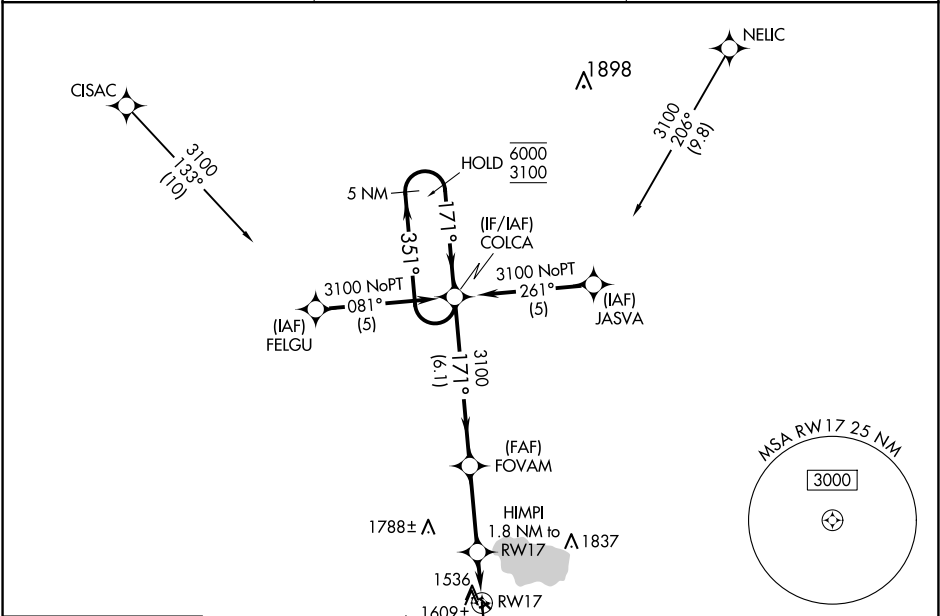 NELIC
CISAC
1898
3100
206°
(9.8)
3100
133°
(10)
HOLD
6000
3100
5 NM
171°
351°
(IF/IAF)
COLCA
3100 NoPT
081°
(5)
3100 NoPT
261°
(5)
(IAF)
FELGU
(IAF)
JASVA
3100
171°
(6.1)
(FAF)
FOVAM
MSA RW17 25 NM
3000
HIMPI
1.8 NM to
RW17
1788±
1837
1536
RW17
1609±